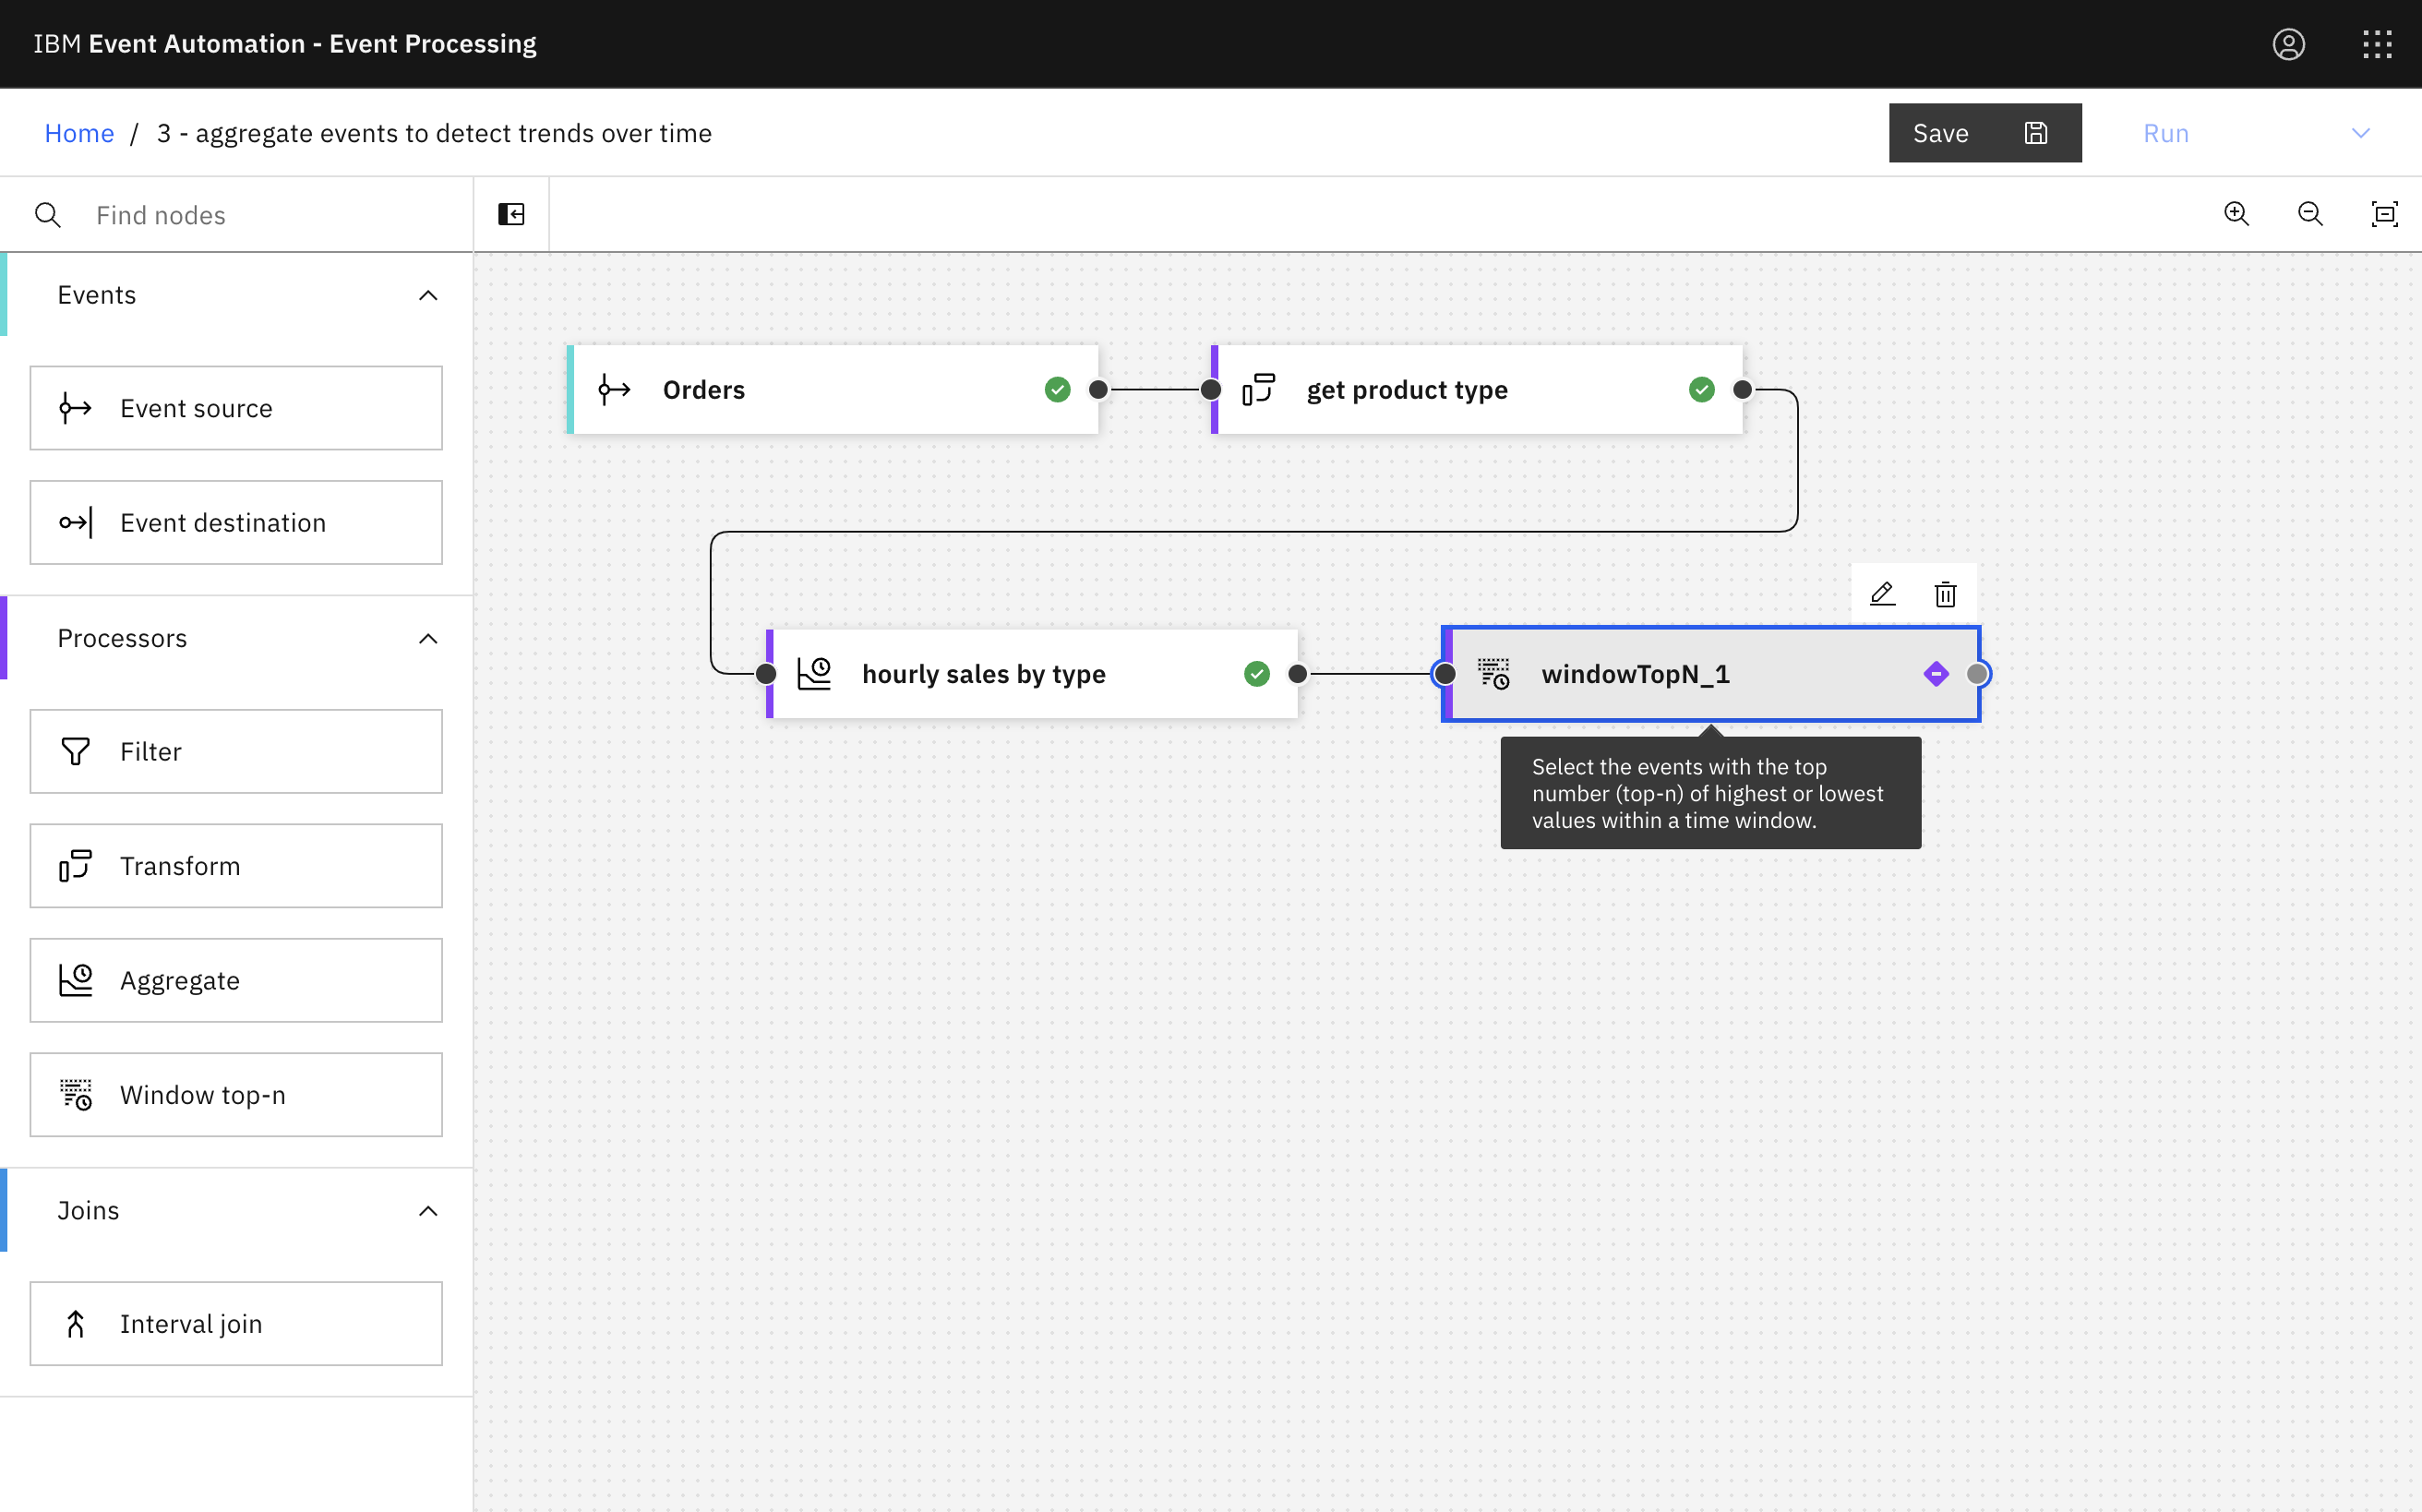 IBM Event Automation - Event Processing
Home / 3 - aggregate events to detect trends over time
Save
Run
Find nodes
Events
Event source
Event destination
Processors
Filter
Transform
Aggregate
Window top-n
Joins
Interval join
Orders
get product type
hourly sales by type
windowTopN_1
Select the events with the top
number (top-n) of highest or lowest
values within a time window.